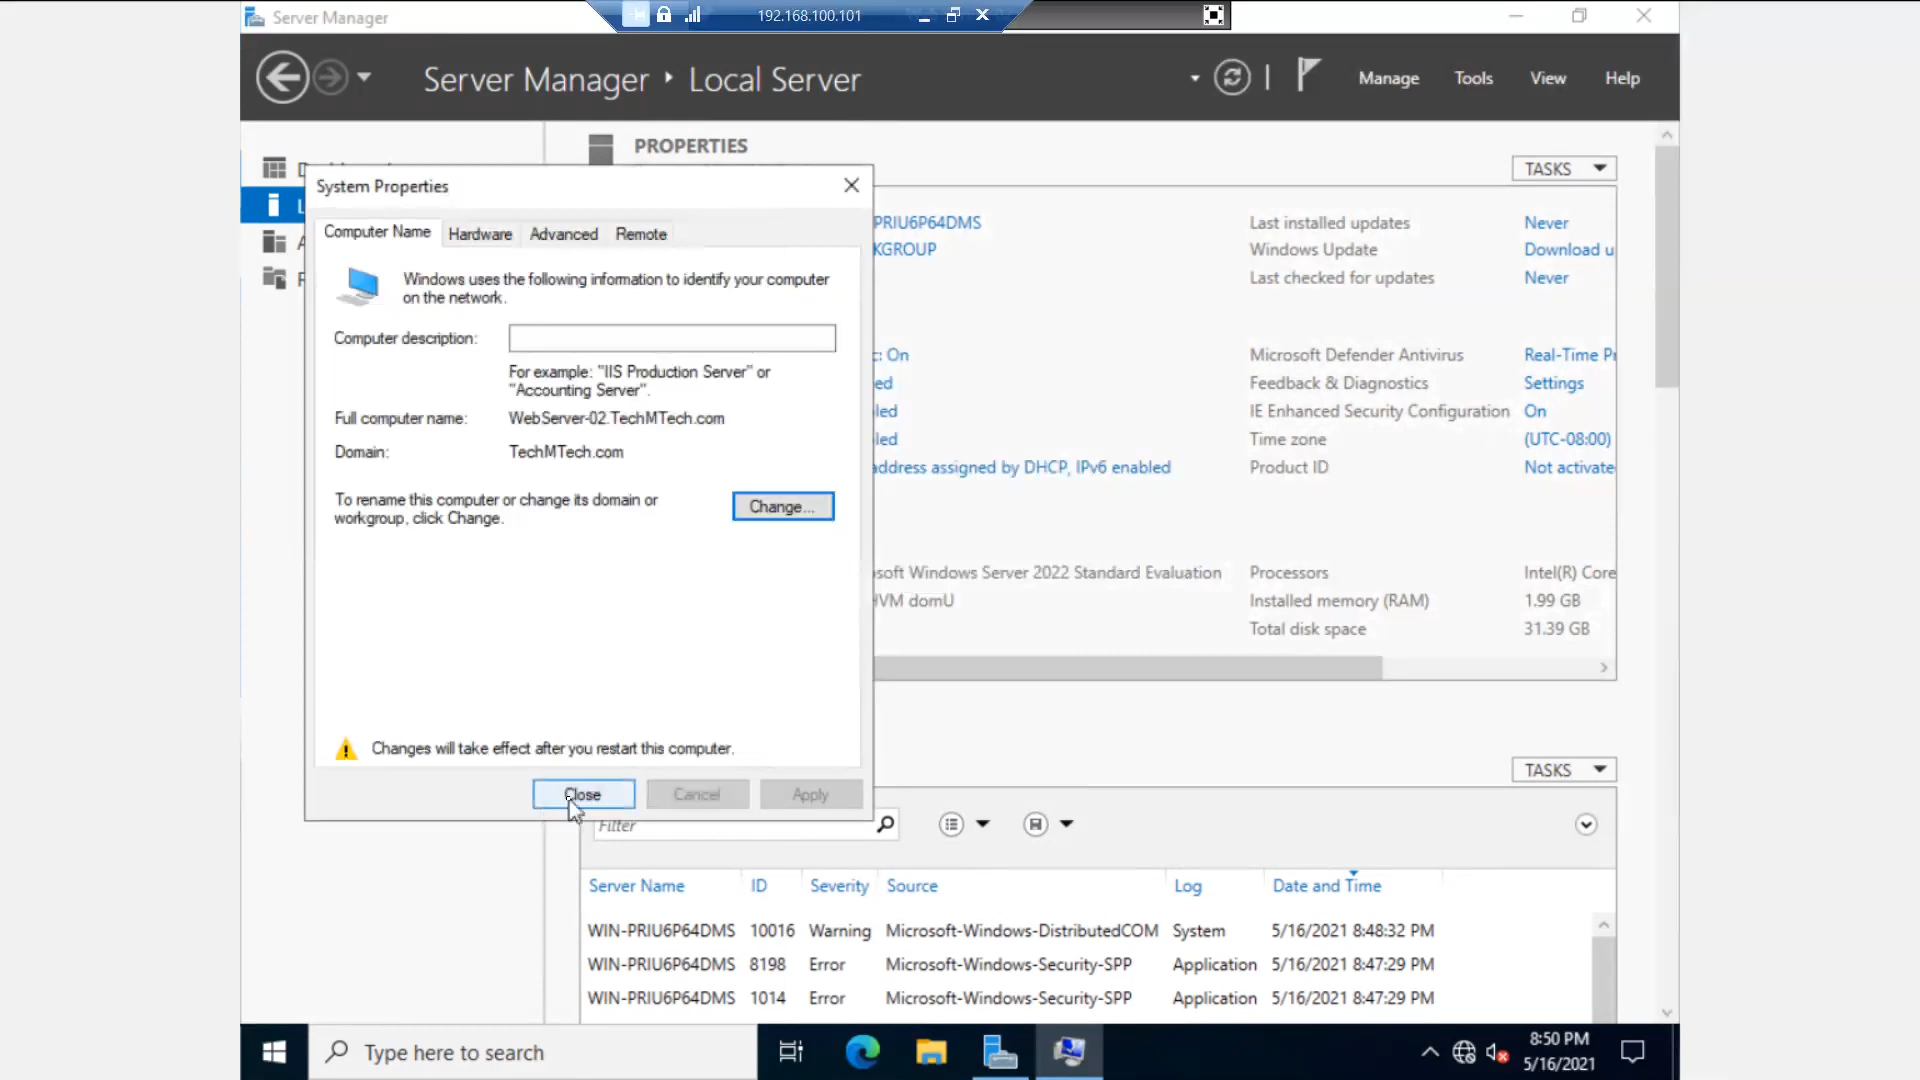 Server Manager
192.168.100.101
Server Manager ‣ Local Server
Manage Tools View Help
PROPERTIES
TASKS
System Properties
Computer Name Hardware Advanced Remote
Windows uses the following information to identify your computer
on the network.
Computer description:
For example: "IIS Production Server" or
"Accounting Server".
Full computer name: WebServer-02.TechMTech.com
Domain: TechMTech.com
To rename this computer or change its domain or
workgroup, click Change.
Change...
Changes will take effect after you restart this computer.
Close Cancel Apply
PRIU6P64DMS
KGROUP
Last installed updates Never
Windows Update Download u
Last checked for updates Never
c: On
ed
led
led
address assigned by DHCP, IPv6 enabled
Microsoft Defender Antivirus Real-Time Pr
Feedback & Diagnostics Settings
IE Enhanced Security Configuration On
Time zone (UTC-08:00)
Product ID Not activate
soft Windows Server 2022 Standard Evaluation
HVM domU
Processors Intel(R) Core
Installed memory (RAM) 1.99 GB
Total disk space 31.39 GB
TASKS
Filter
Server Name ID Severity Source Log Date and Time
WIN-PRIU6P64DMS 10016 Warning Microsoft-Windows-DistributedCOM System 5/16/2021 8:48:32 PM
WIN-PRIU6P64DMS 8198 Error Microsoft-Windows-Security-SPP Application 5/16/2021 8:47:29 PM
WIN-PRIU6P64DMS 1014 Error Microsoft-Windows-Security-SPP Application 5/16/2021 8:47:29 PM
Type here to search
8:50 PM
5/16/2021